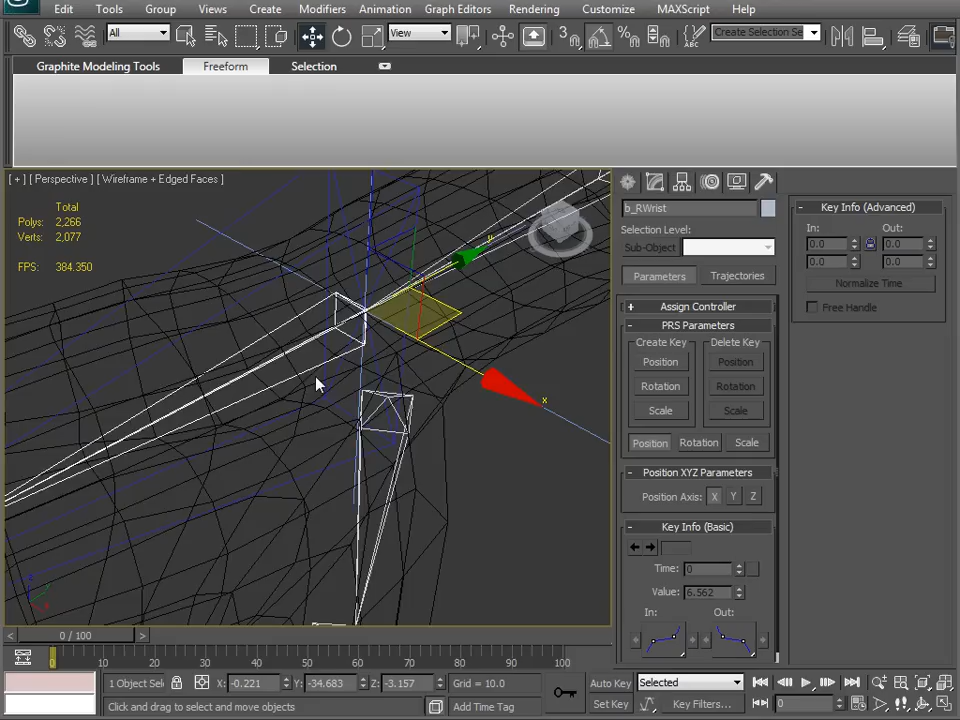 Edit Tools Group Views Create Modifiers Animation Graph Editors Rendering Customize MAXScript Help
All View 3 Create Selection Se
Graphite Modeling Tools Freeform Selection
[ + ] [ Perspective ] [ Wireframe + Edged Faces ]
Total
Polys: 2,266
Verts: 2,077
FPS: 384.350
y
x
b_RWrist
Selection Level:
Sub-Object
Parameters Trajectories
+ Assign Controller
- PRS Parameters
Create Key Delete Key
Position Position
Rotation Rotation
Scale Scale
Position Rotation Scale
- Position XYZ Parameters
Position Axis: X Y Z
- Key Info (Basic)
Time: 0
Value: 6.562
In: Out:
- Key Info (Advanced)
In: Out:
0.0 0.0
0.0 0.0
Normalize Time
Free Handle
z
x
< 0 / 100 >
0 10 20 30 40 50 60 70 80 90 100
1 Object Sel X: -0.221 Y: -34.683 Z: -3.157 Grid = 10.0 Auto Key Selected
Click and drag to select and move objects Add Time Tag Set Key Key Filters... 0